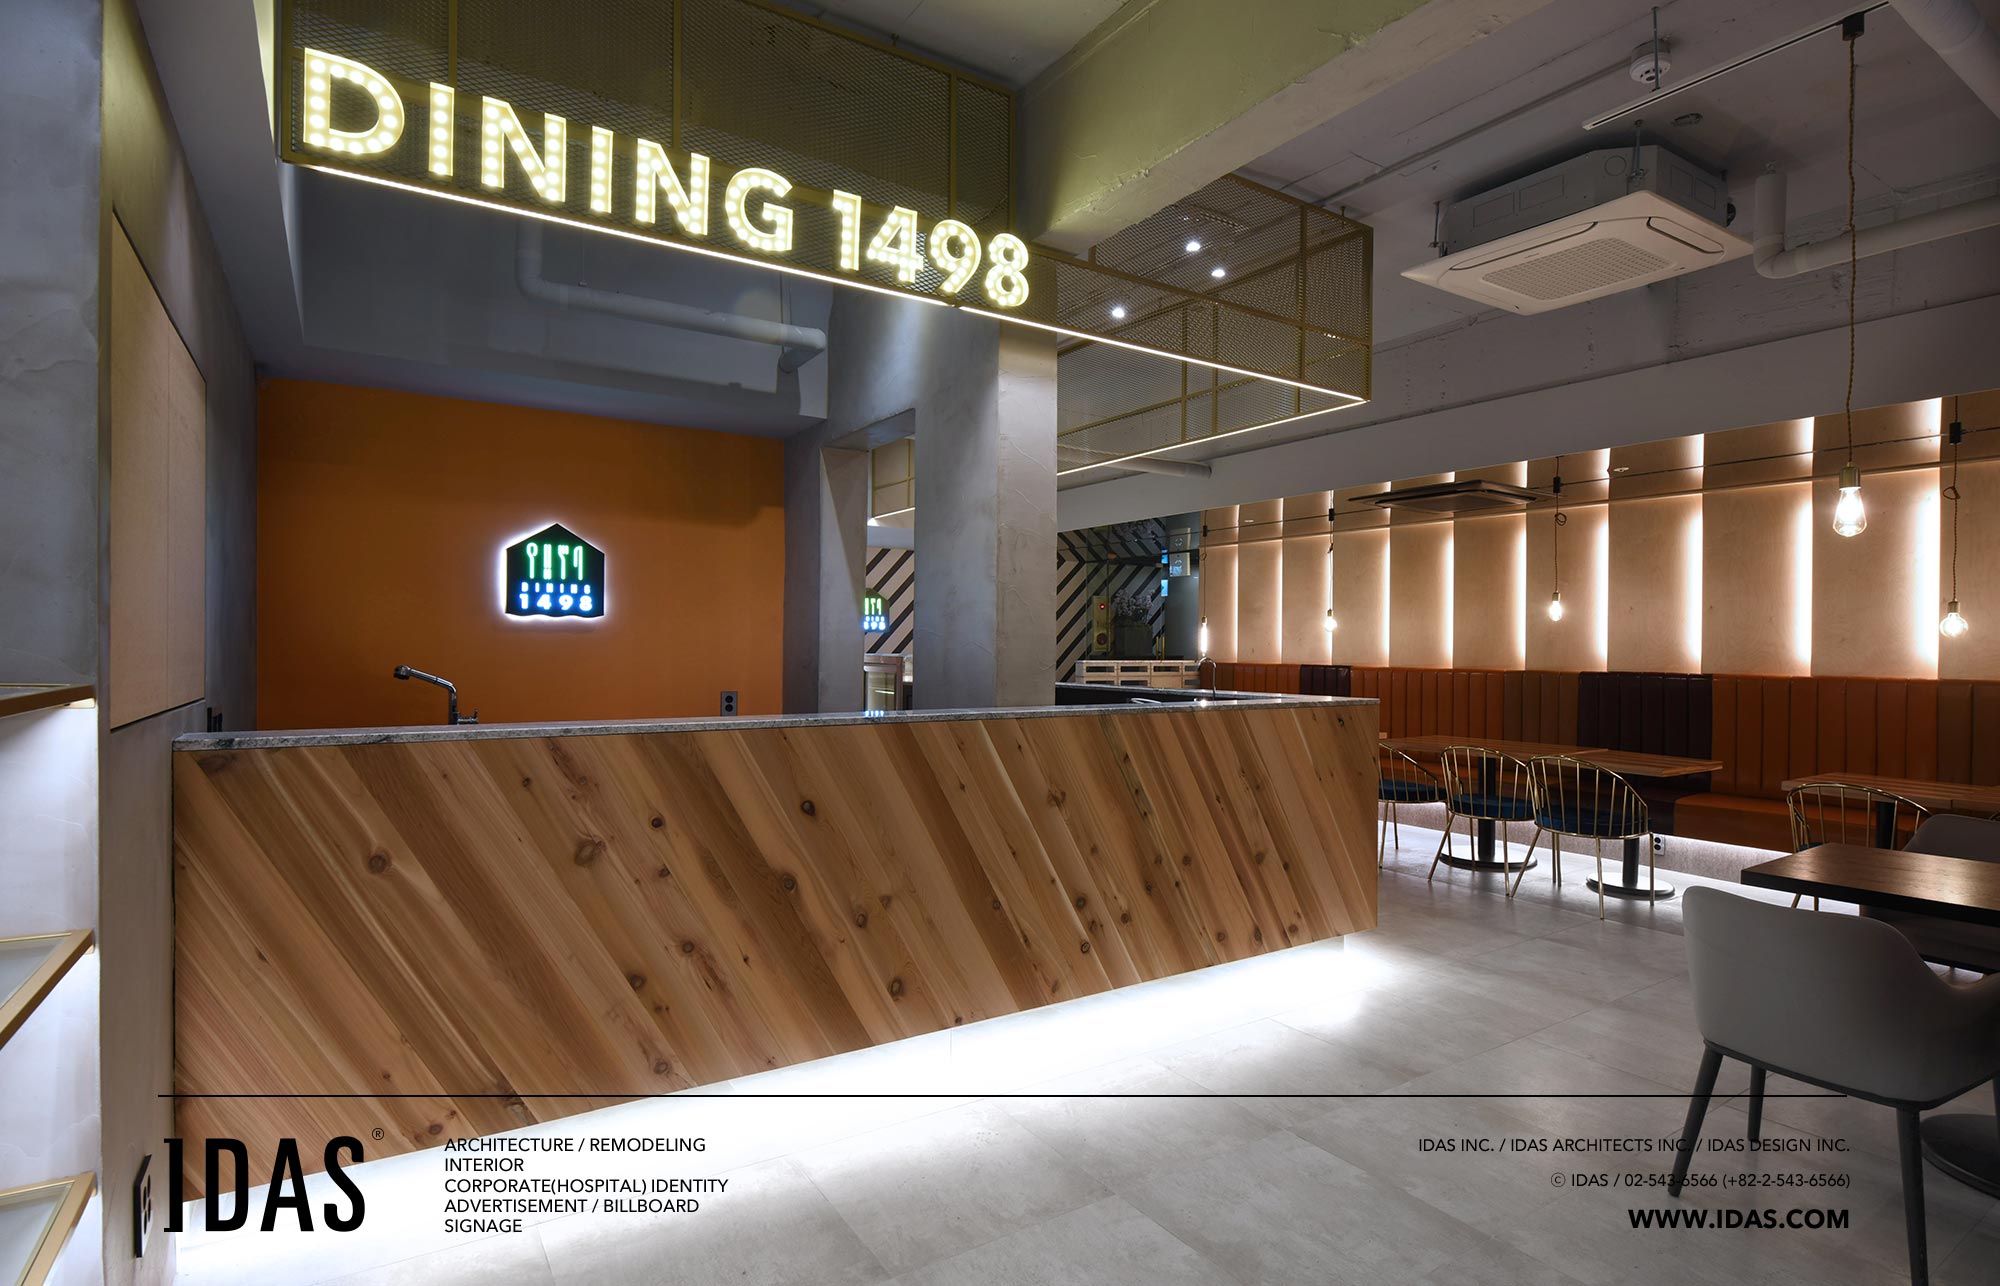 DINING 1498
DINING
1498
IDAS®
ARCHITECTURE / REMODELING
INTERIOR
CORPORATE(HOSPITAL) IDENTITY
ADVERTISEMENT / BILLBOARD
SIGNAGE
IDAS INC. / IDAS ARCHITECTS INC. / IDAS DESIGN INC.
© IDAS / 02-543-6566 (+82-2-543-6566)
WWW.IDAS.COM